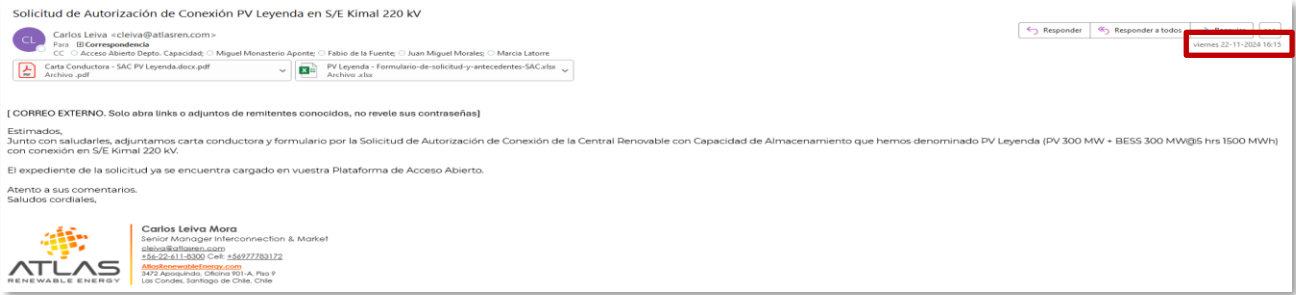 Solicitud de Autorización de Conexión PV Leyenda en S/E Kimal 220 kV
CL
Carlos Leiva <cleiva@atlasren.com>
Para Correspondencia
CC Acceso Abierto Depto. Capacidad; Miguel Monasterio Aponte; Fabio de la Fuente; Juan Miguel Morales; Marcia Latorre
Responder
Responder a todos
viernes 22-11-2024 16:15
Carta Conductora - SAC PV Leyenda.docx.pdf
Archivo .pdf
PV Leyenda - Formulario-de-solicitud-y-antecedentes-SAC.xlsx
Archivo .xlsx
[ CORREO EXTERNO. Solo abra links o adjuntos de remitentes conocidos, no revele sus contraseñas]
Estimados,
Junto con saludarles, adjuntamos carta conductora y formulario por la Solicitud de Autorización de Conexión de la Central Renovable con Capacidad de Almacenamiento que hemos denominado PV Leyenda (PV 300 MW + BESS 300 MW@5 hrs 1500 MWh)
con conexión en S/E Kimal 220 kV.
El expediente de la solicitud ya se encuentra cargado en vuestra Plataforma de Acceso Abierto.
Atento a sus comentarios.
Saludos cordiales,
ATLAS
RENEWABLE ENERGY
Carlos Leiva Mora
Senior Manager Interconnection & Market
cleiva@atlasren.com
+56-22-611-8300 Cell: +56977783172
AtlasRenewableEnergy.com
3472 Apoquindo, Oficina 901-A, Piso 9
Las Condes, Santiago de Chile, Chile